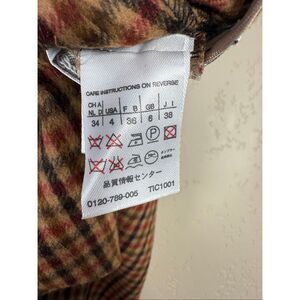 CARE INSTRUCTIONS ON REVERSE
CH A USA F B GB J I
NL D
34 4 36 6 38
P
品質情報センター
0120-789-005 TIC1001